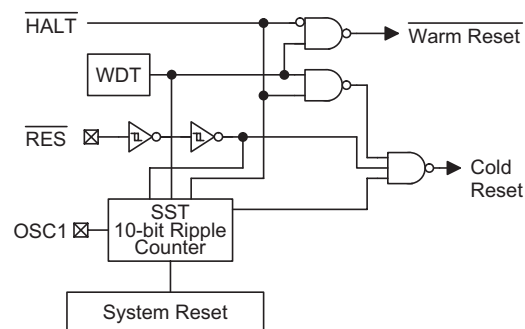 HALT
Warm Reset
WDT
RES
Cold
Reset
SST
OSC1
10-bit Ripple
Counter
System Reset